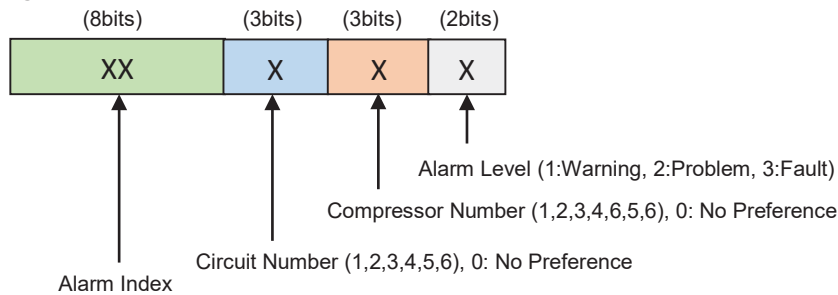 (8bits) (3bits) (3bits) (2bits)
XX X X X
Alarm Level (1:Warning, 2:Problem, 3:Fault)
Compressor Number (1,2,3,4,6,5,6), 0: No Preference
Circuit Number (1,2,3,4,5,6), 0: No Preference
Alarm Index